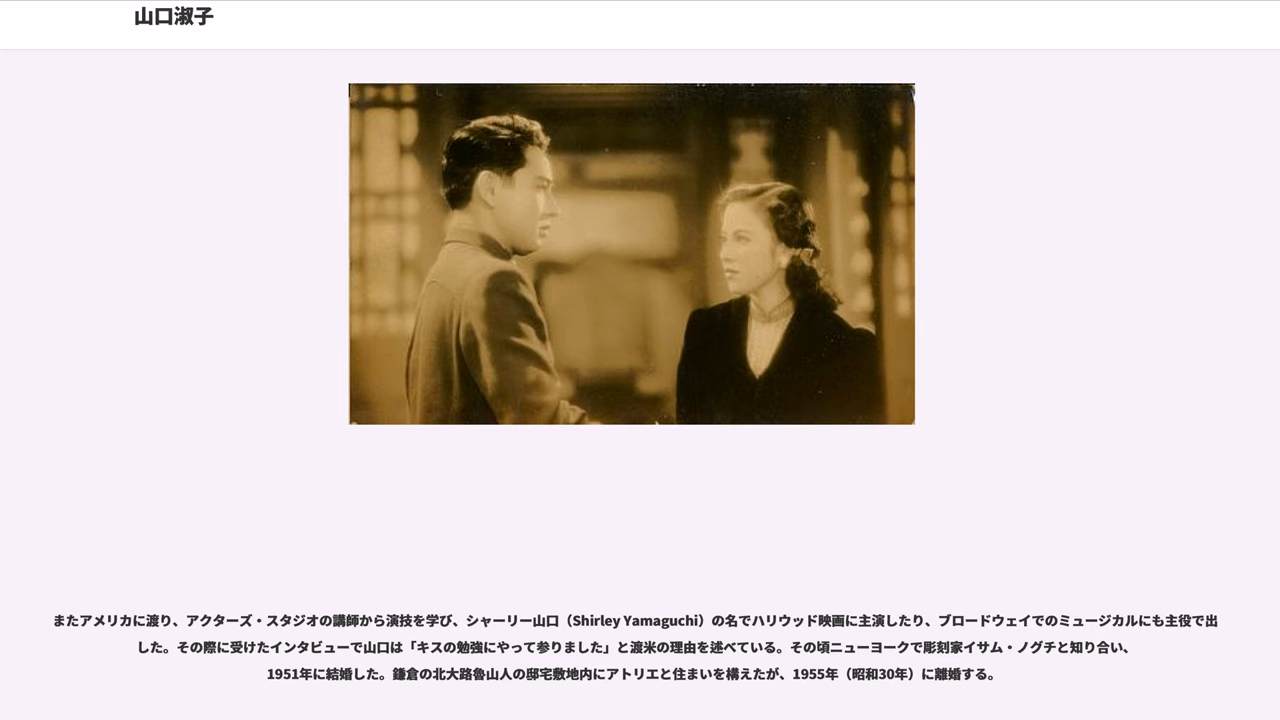 山口淑子
またアメリカに渡り、アクターズ・スタジオの講師から演技を学び、シャーリー山口（Shirley Yamaguchi）の名でハリウッド映画に主演したり、ブロードウェイでのミュージカルにも主役で出
した。その際に受けたインタビューで山口は「キスの勉強にやって参りました」と渡米の理由を述べている。その頃ニューヨークで彫刻家イサム・ノグチと知り合い、
1951年に結婚した。鎌倉の北大路魯山人の邸宅敷地内にアトリエと住まいを構えたが、1955年（昭和30年）に離婚する。